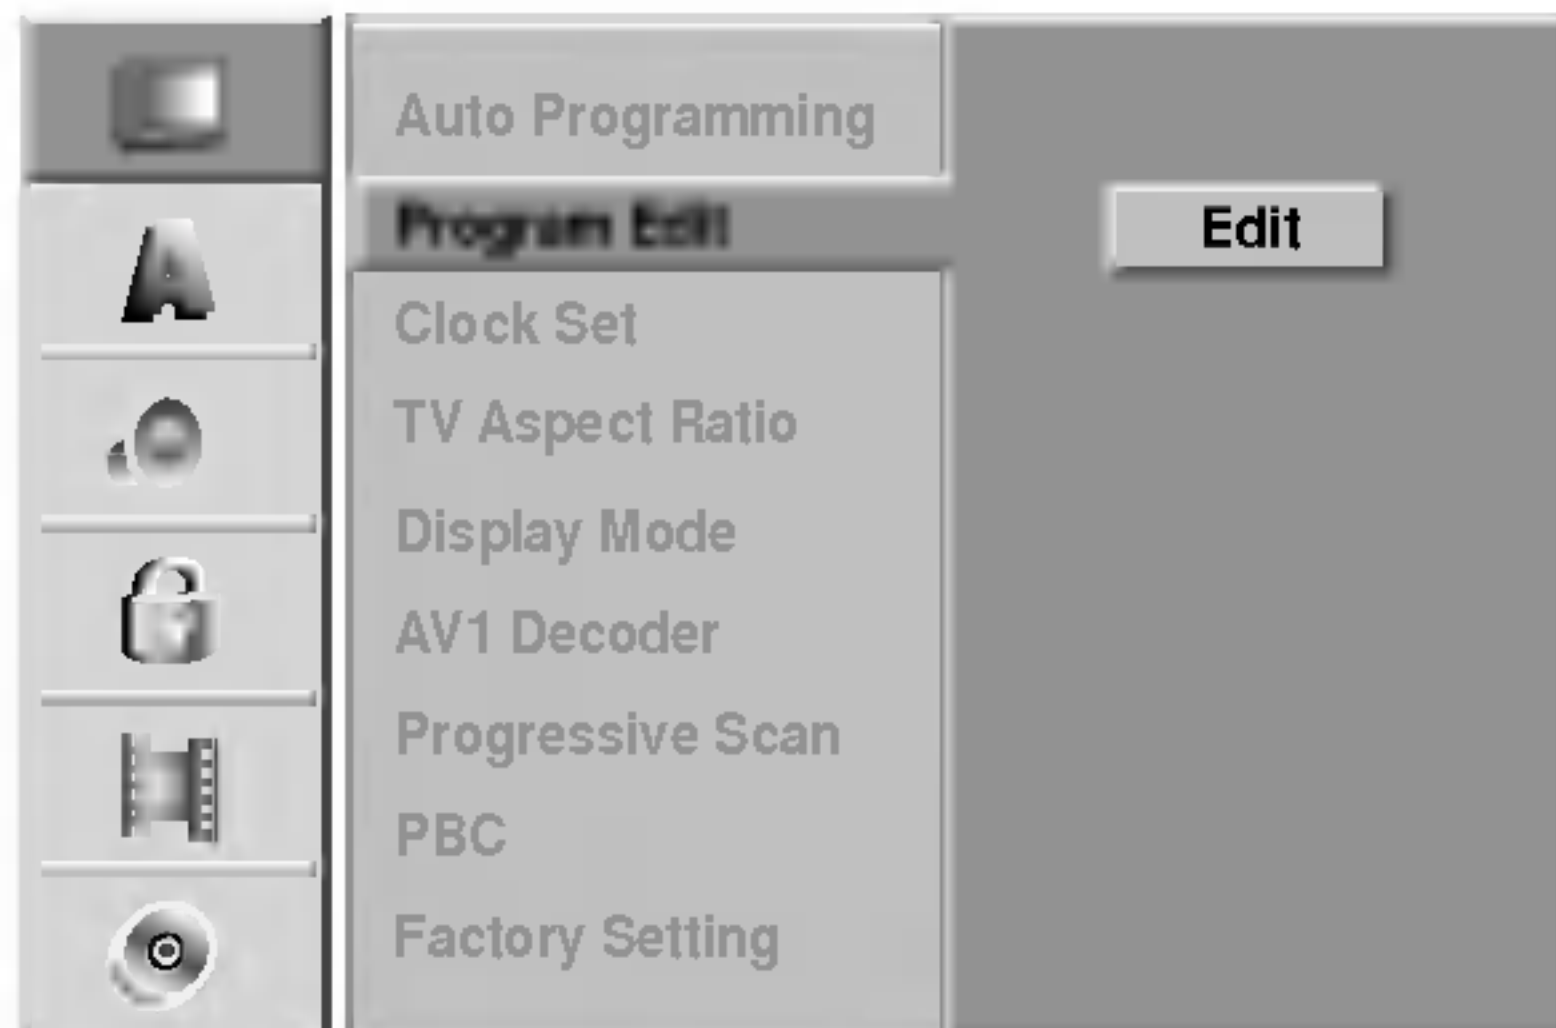 Auto Programming
Program Edit
Edit
Clock Set
TV Aspect Ratio
Display Mode
AV1 Decoder
Progressive Scan
PBC
Factory Setting